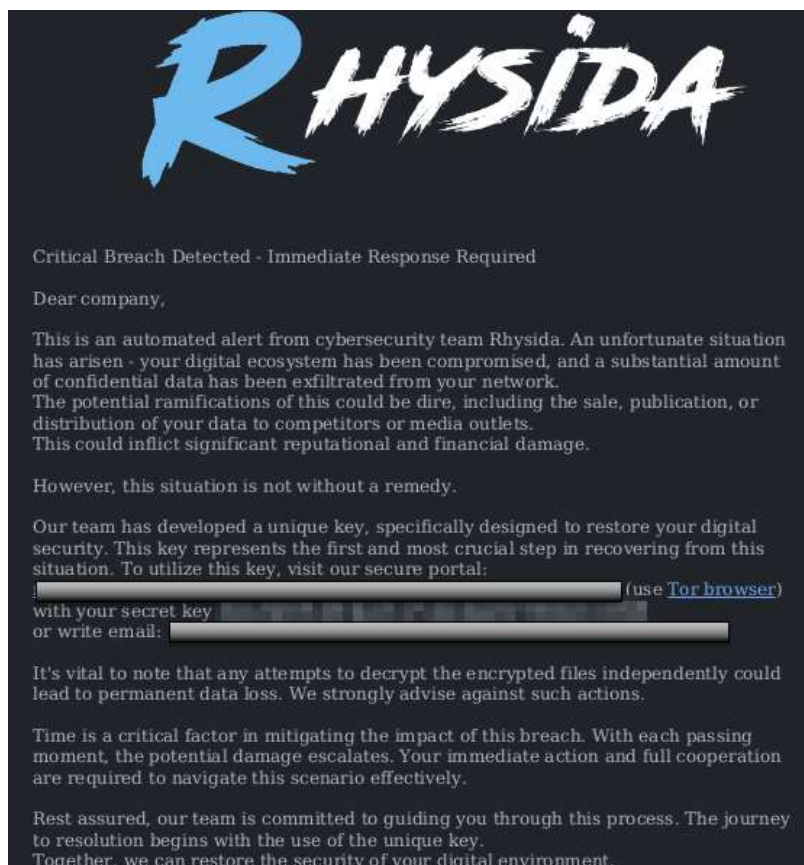 RHYSIDA
Critical Breach Detected - Immediate Response Required
Dear company,
This is an automated alert from cybersecurity team Rhysida. An unfortunate situation
has arisen - your digital ecosystem has been compromised, and a substantial amount
of confidential data has been exfiltrated from your network.
The potential ramifications of this could be dire, including the sale, publication, or
distribution of your data to competitors or media outlets.
This could inflict significant reputational and financial damage.
However, this situation is not without a remedy.
Our team has developed a unique key, specifically designed to restore your digital
security. This key represents the first and most crucial step in recovering from this
situation. To utilize this key, visit our secure portal:
(use Tor browser)
with your secret key
or write email:
It's vital to note that any attempts to decrypt the encrypted files independently could
lead to permanent data loss. We strongly advise against such actions.
Time is a critical factor in mitigating the impact of this breach. With each passing
moment, the potential damage escalates. Your immediate action and full cooperation
are required to navigate this scenario effectively.
Rest assured, our team is committed to guiding you through this process. The journey
to resolution begins with the use of the unique key.
Together, we can restore the security of your digital environment.